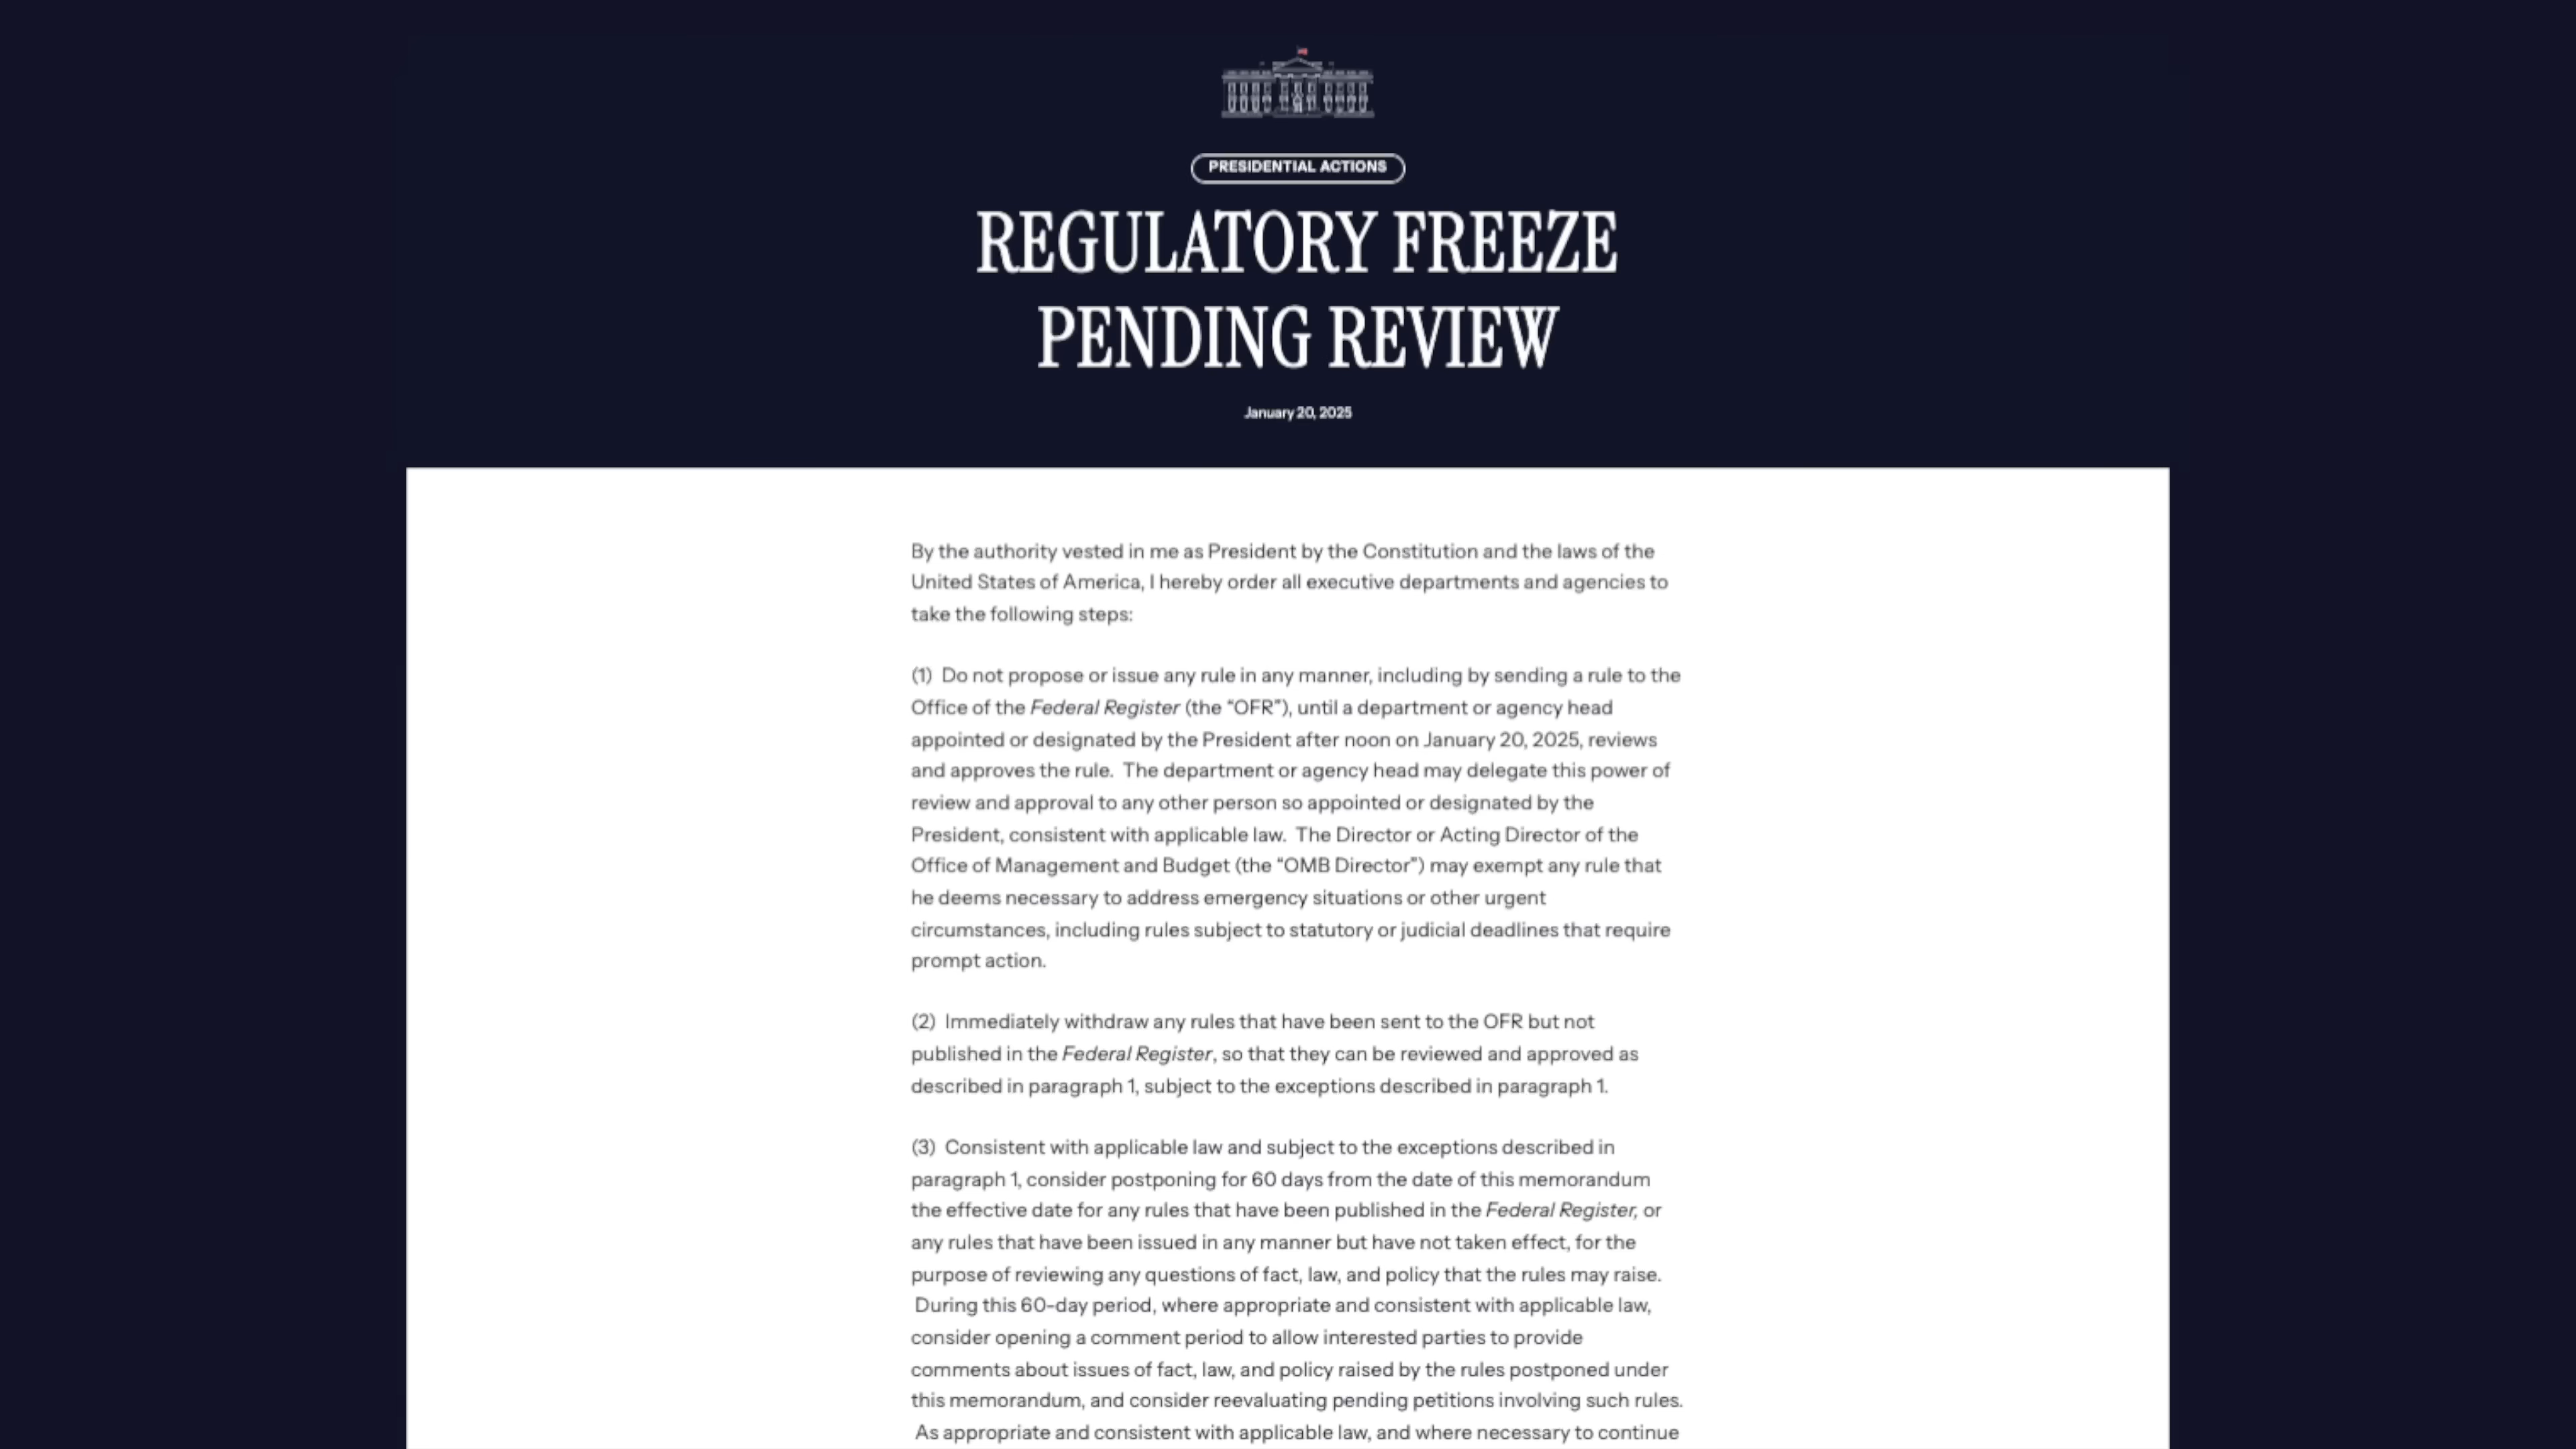 PRESIDENTIAL ACTIONS
REGULATORY FREEZE
PENDING REVIEW
January 20, 2025
By the authority vested in me as President by the Constitution and the laws of the
United States of America, I hereby order all executive departments and agencies to
take the following steps:
(1)  Do not propose or issue any rule in any manner, including by sending a rule to the
Office of the Federal Register (the “OFR”), until a department or agency head
appointed or designated by the President after noon on January 20, 2025, reviews
and approves the rule.  The department or agency head may delegate this power of
review and approval to any other person so appointed or designated by the
President, consistent with applicable law.  The Director or Acting Director of the
Office of Management and Budget (the “OMB Director”) may exempt any rule that
he deems necessary to address emergency situations or other urgent
circumstances, including rules subject to statutory or judicial deadlines that require
prompt action.
(2)  Immediately withdraw any rules that have been sent to the OFR but not
published in the Federal Register, so that they can be reviewed and approved as
described in paragraph 1, subject to the exceptions described in paragraph 1.
(3)  Consistent with applicable law and subject to the exceptions described in
paragraph 1, consider postponing for 60 days from the date of this memorandum
the effective date for any rules that have been published in the Federal Register, or
any rules that have been issued in any manner but have not taken effect, for the
purpose of reviewing any questions of fact, law, and policy that the rules may raise.
During this 60-day period, where appropriate and consistent with applicable law,
consider opening a comment period to allow interested parties to provide
comments about issues of fact, law, and policy raised by the rules postponed under
this memorandum, and consider reevaluating pending petitions involving such rules.
As appropriate and consistent with applicable law, and where necessary to continue